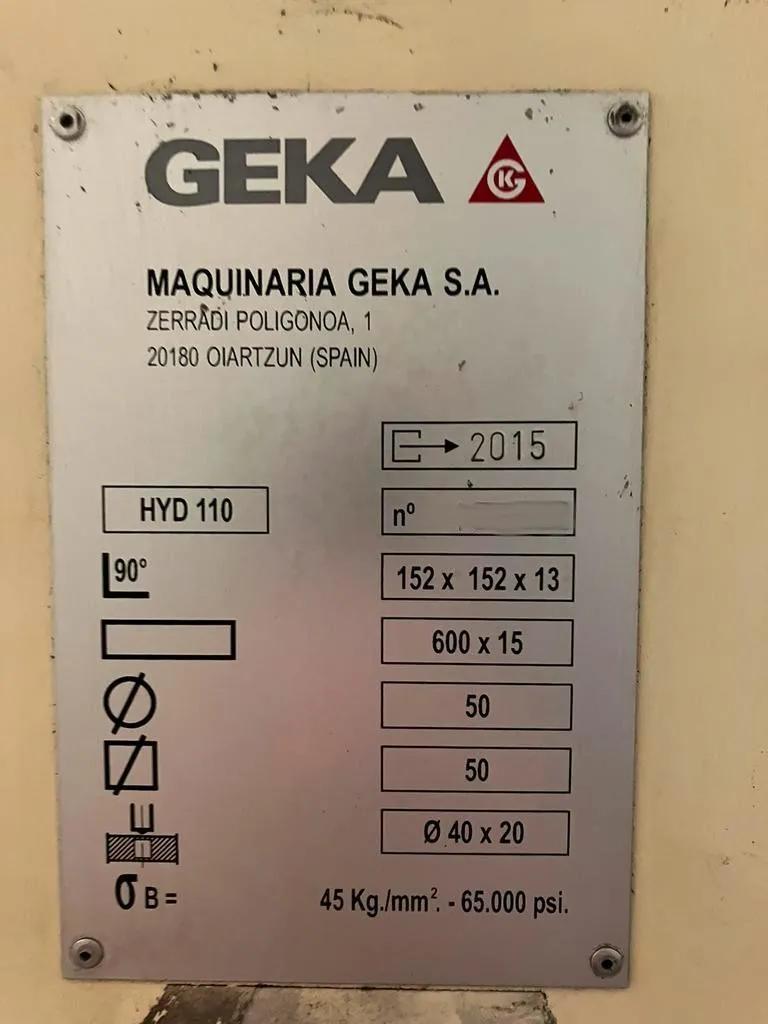 GEKA GK
MAQUINARIA GEKA S.A.
ZERRADI POLIGONOA, 1
20180 OIARTZUN (SPAIN)
2015
HYD 110 nº
90° 152 x 152 x 13
600 x 15
50
50
Ø 40 x 20
σ B = 45 Kg./mm². - 65.000 psi.